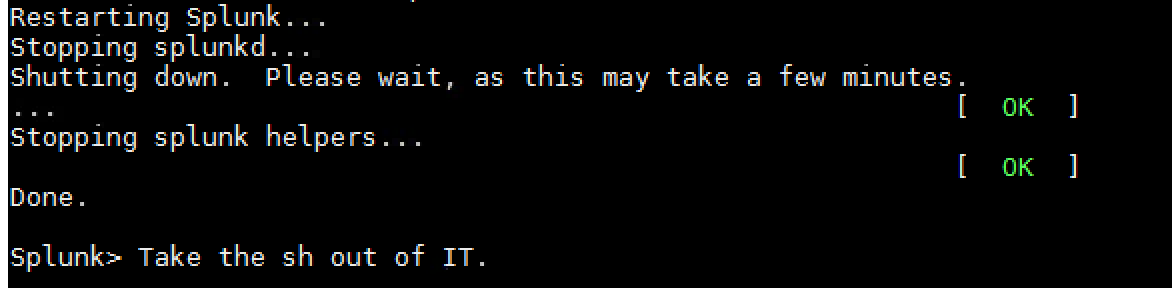 Restarting Splunk...
Stopping splunkd...
Shutting down.  Please wait, as this may take a few minutes.
...                                                        [  OK  ]
Stopping splunk helpers...
[  OK  ]
Done.
Splunk> Take the sh out of IT.